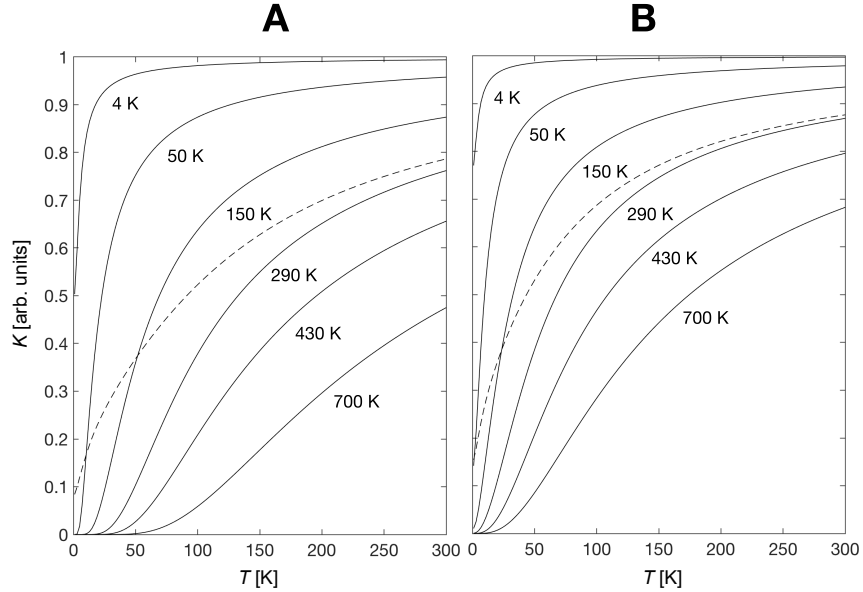 A
B
1
0.9
0.8
0.7
0.6
0.5
0.4
0.3
0.2
0.1
0
K [arb. units]
4 K
50 K
150 K
290 K
430 K
700 K
0 50 100 150 200 250 300
T [K]
4 K
50 K
150 K
290 K
430 K
700 K
0 50 100 150 200 250 300
T [K]